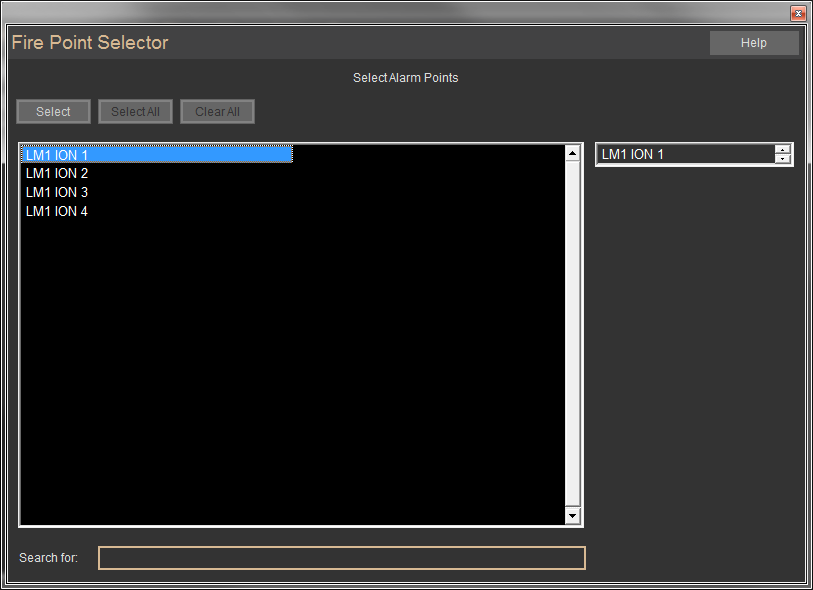 Fire Point Selector
Help
Select Alarm Points
Select
Select All
Clear All
LM1 ION 1
LM1 ION 1
LM1 ION 2
LM1 ION 3
LM1 ION 4
Search for: